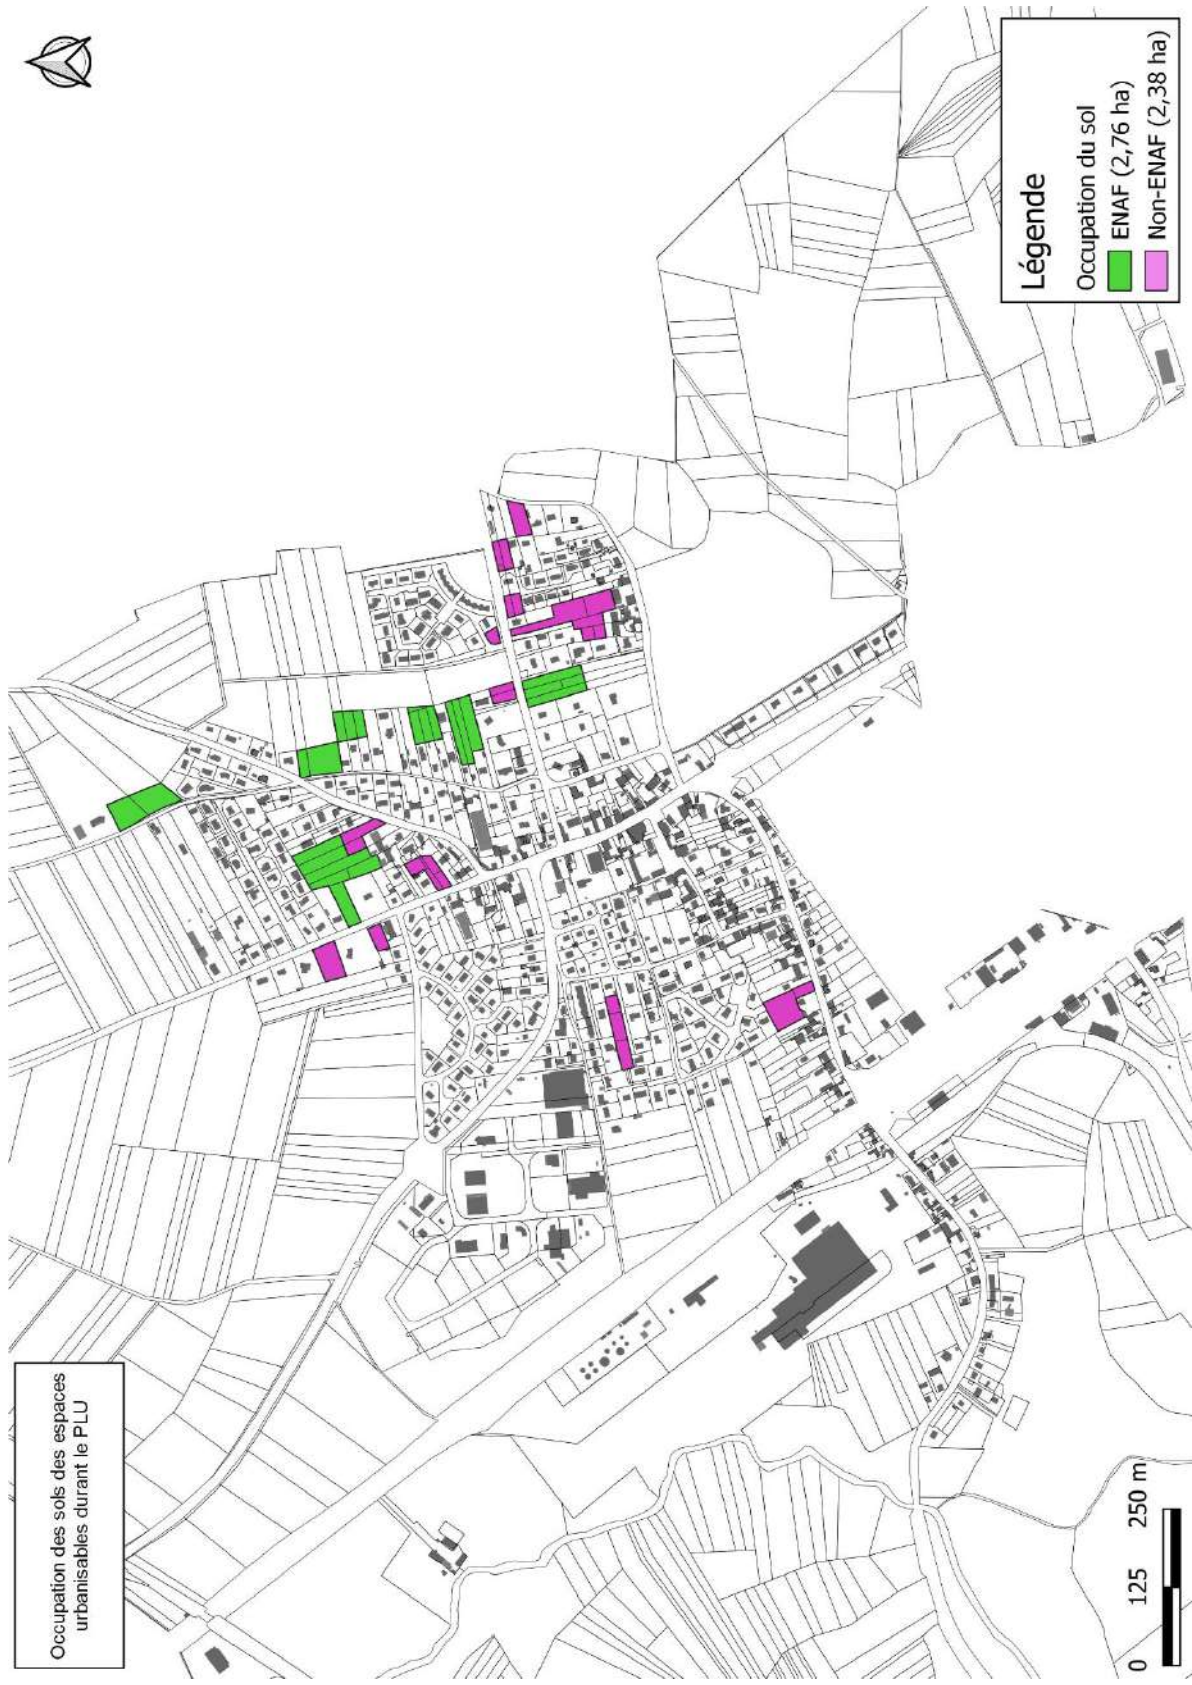 Occupation des sols des espaces
urbanisables durant le PLU
Légende
Occupation du sol
ENAF (2,76 ha)
Non-ENAF (2,38 ha)
0 125 250 m